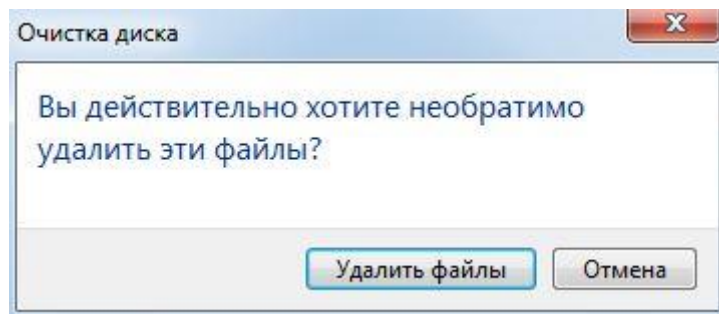 Очистка диска
Вы действительно хотите необратимо
удалить эти файлы?
Удалить файлы Отмена